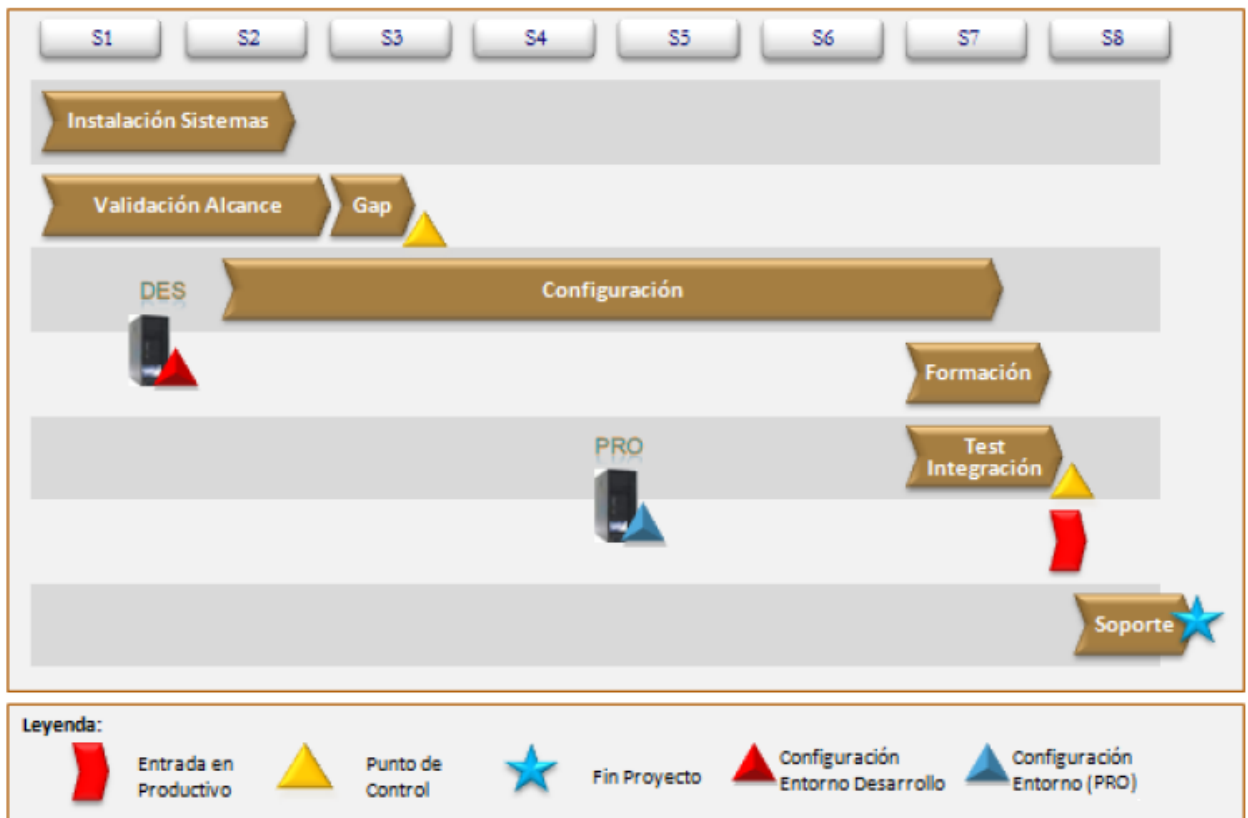 S1 S2 S3 S4 S5 S6 S7 S8
Instalación Sistemas
Validación Alcance
Gap
DES
Configuración
Formación
PRO
Test
Integración
Soporte
Leyenda:
Entrada en
Productivo
Punto de
Control
Fin Proyecto
Configuración
Entorno Desarrollo
Configuración
Entorno (PRO)